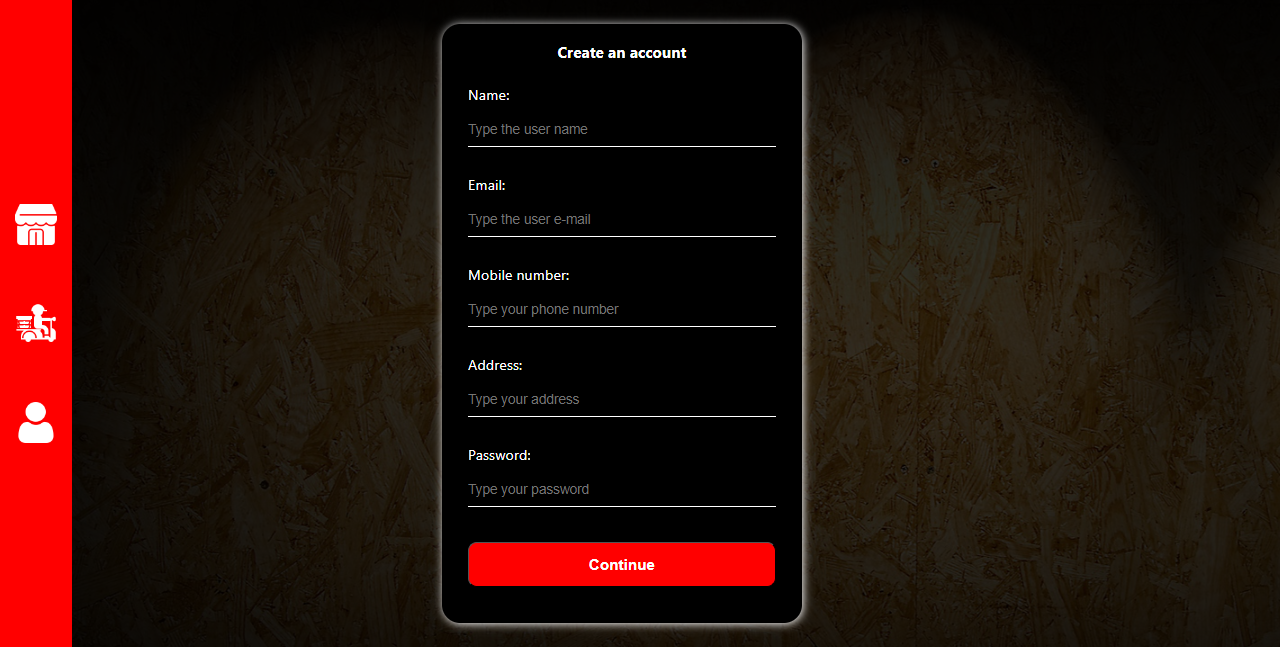 Create an account
Name:
Type the user name
Email:
Type the user e-mail
Mobile number:
Type your phone number
Address:
Type your address
Password:
Type your password
Continue